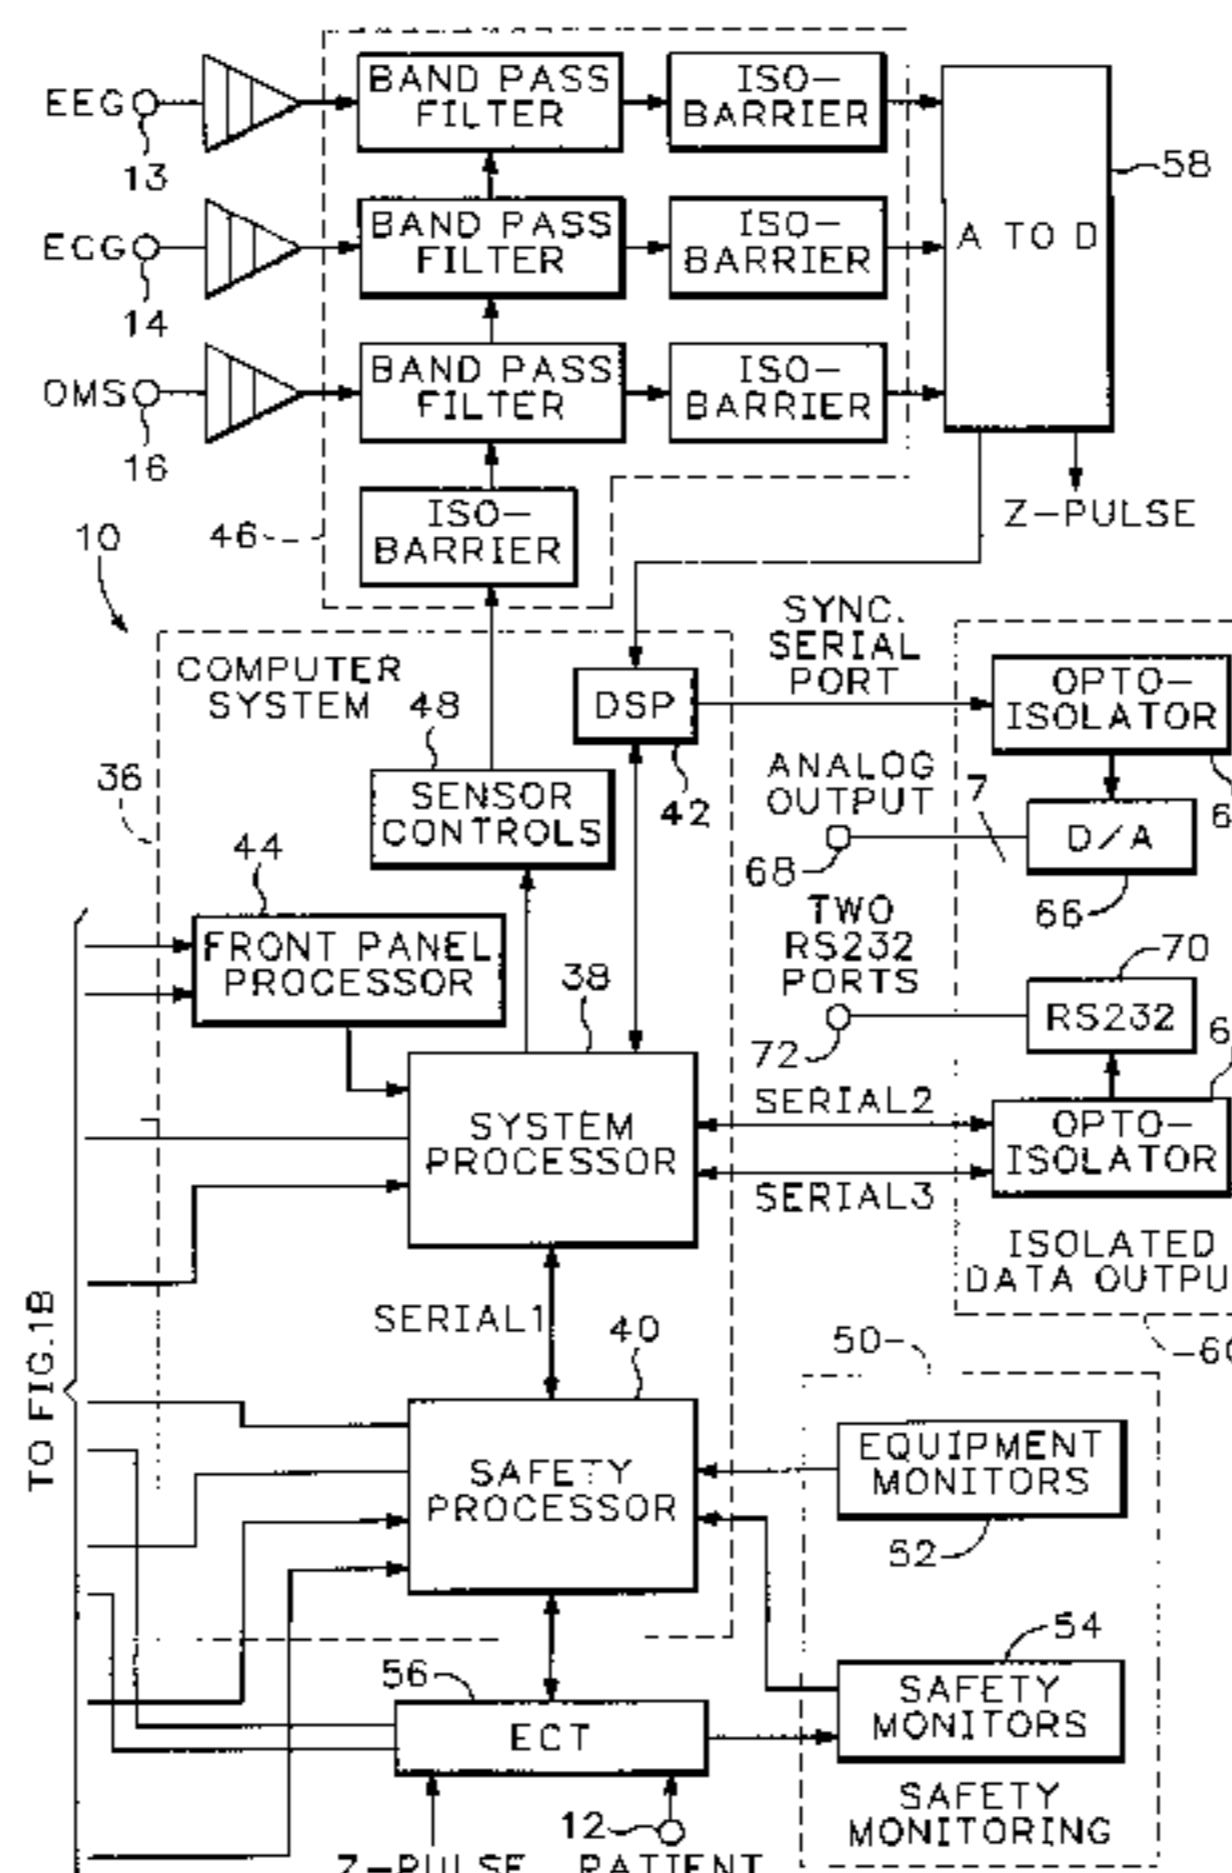 EEG
13
BAND PASS
FILTER
ISO-
BARRIER
58
ECG
14
BAND PASS
FILTER
ISO-
BARRIER
A TO D
OMS
16
BAND PASS
FILTER
ISO-
BARRIER
Z-PULSE
10
46
ISO-
BARRIER
COMPUTER
SYSTEM
48
DSP
42
SYNC.
SERIAL
PORT
OPTO-
ISOLATOR
36
SENSOR
CONTROLS
ANALOG
OUTPUT
7
68
D/A
66
44
FRONT PANEL
PROCESSOR
38
TWO
RS232
PORTS
72
70
RS232
SYSTEM
PROCESSOR
SERIAL2
SERIAL3
OPTO-
ISOLATOR
ISOLATED
DATA
TO FIG.1B
SERIAL1
40
50
SAFETY
PROCESSOR
EQUIPMENT
MONITORS
52
54
56
ECT
SAFETY
MONITORS
SAFETY
MONITORING
12
Z-PULSE
PATIENT